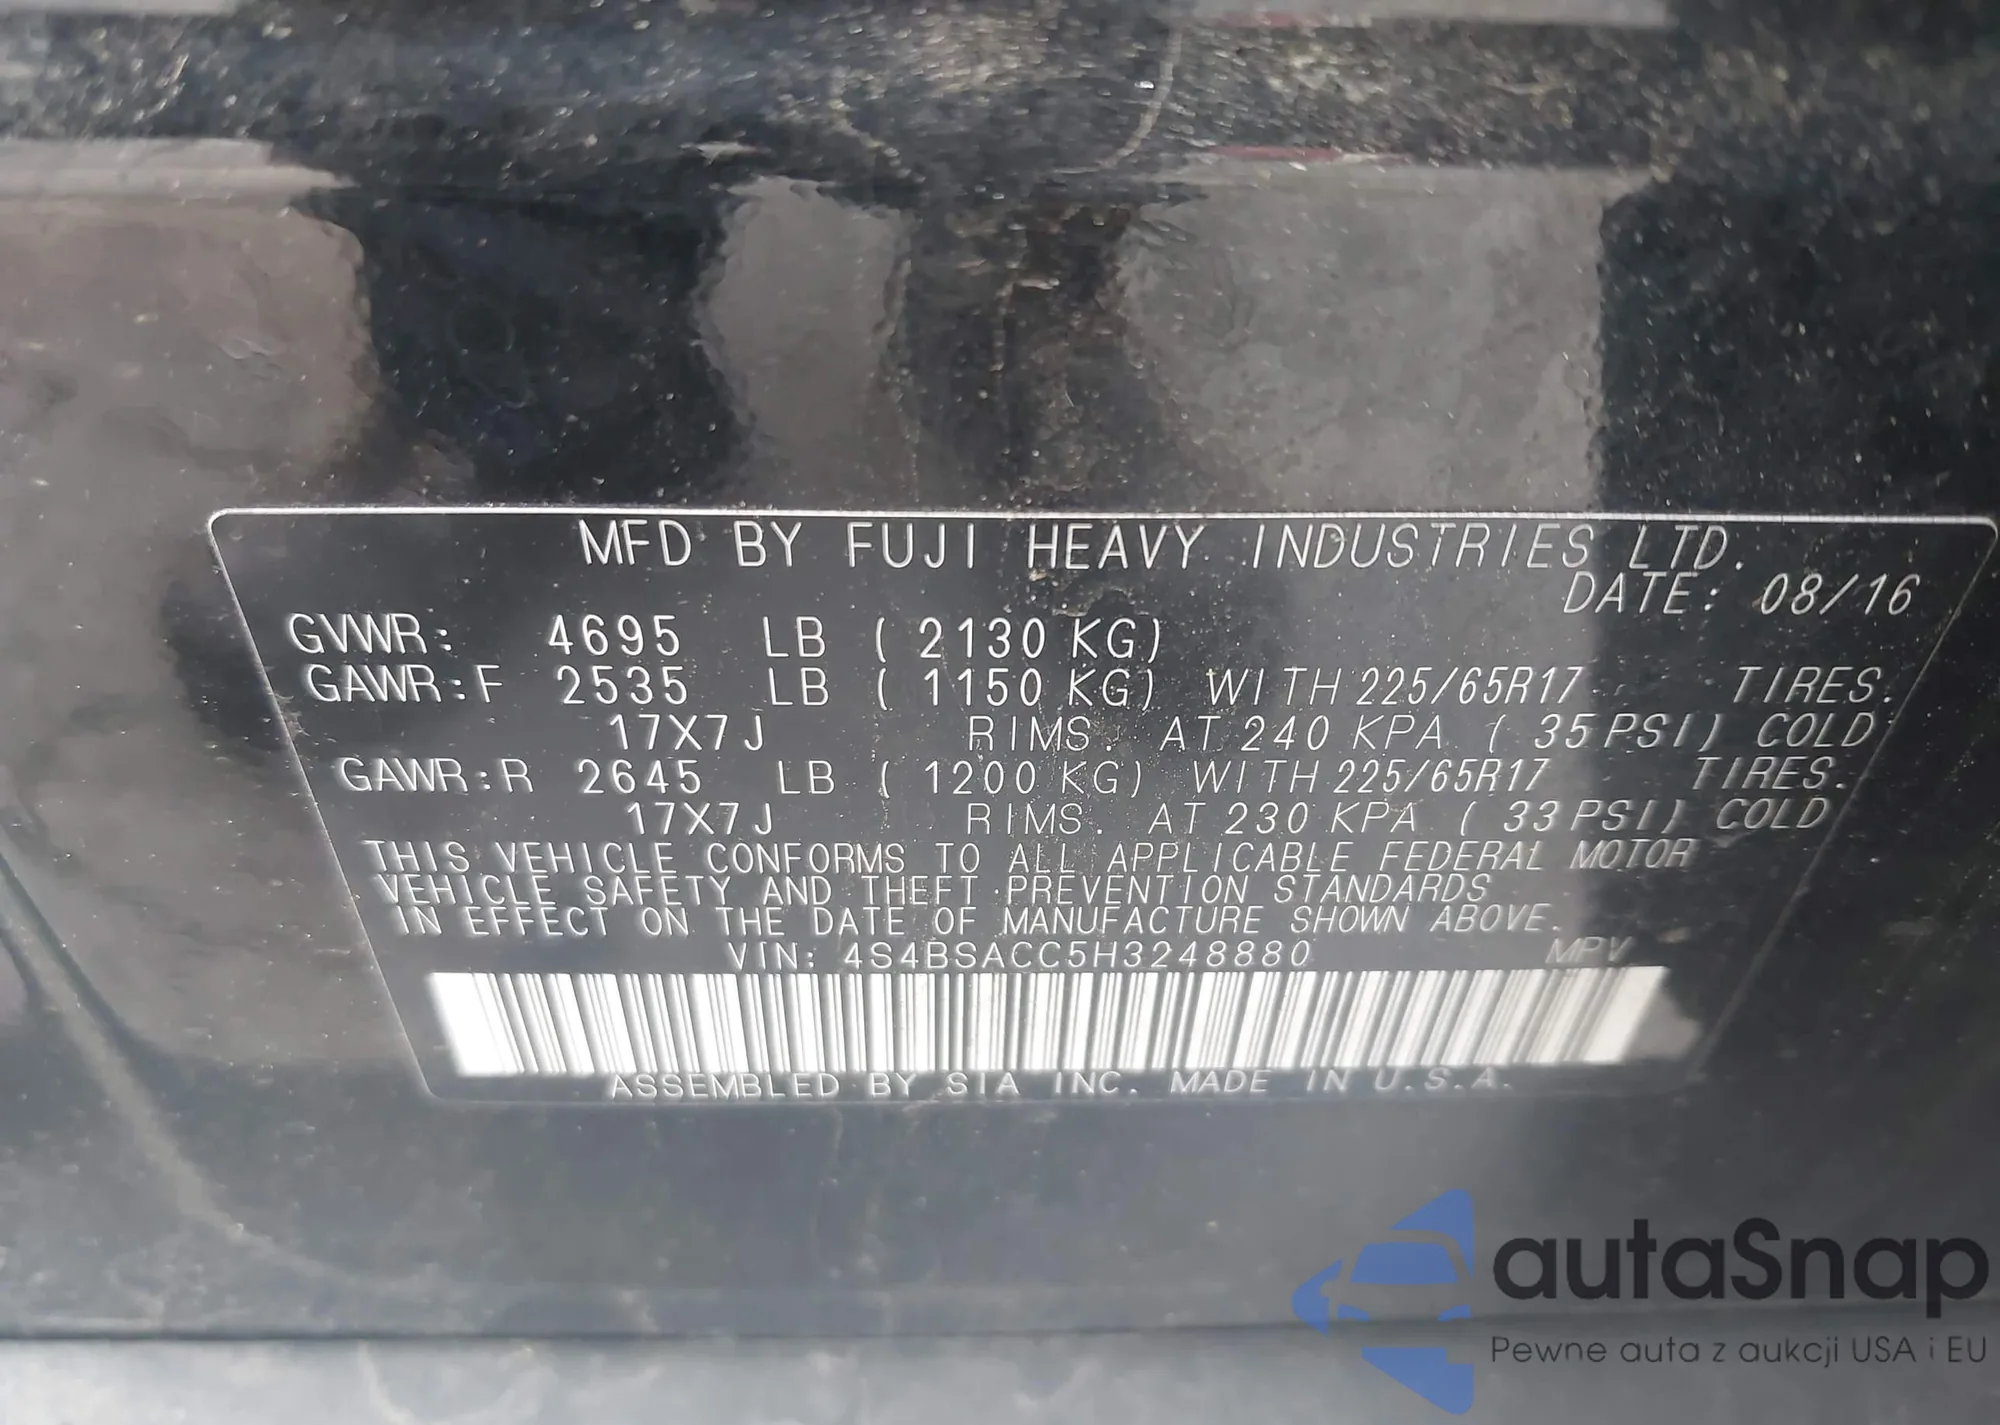 MFD BY FUJI HEAVY INDUSTRIES LTD.
DATE: 08/16
GVWR: 4695 LB ( 2130 KG)
GAWR:F 2535 LB ( 1150 KG) WITH 225/65R17 TIRES.
17X7J RIMS. AT 240 KPA ( 35 PSI) COLD
GAWR:R 2645 LB ( 1200 KG) WITH 225/65R17 TIRES.
17X7J RIMS. AT 230 KPA ( 33 PSI) COLD
THIS VEHICLE CONFORMS TO ALL APPLICABLE FEDERAL MOTOR
VEHICLE SAFETY AND THEFT PREVENTION STANDARDS
IN EFFECT ON THE DATE OF MANUFACTURE SHOWN ABOVE.
VIN: 4S4BSACC5H3248880 MPV
ASSEMBLED BY SIA INC. MADE IN U.S.A.
autaSnap
Pewne auta z aukcji USA i EU